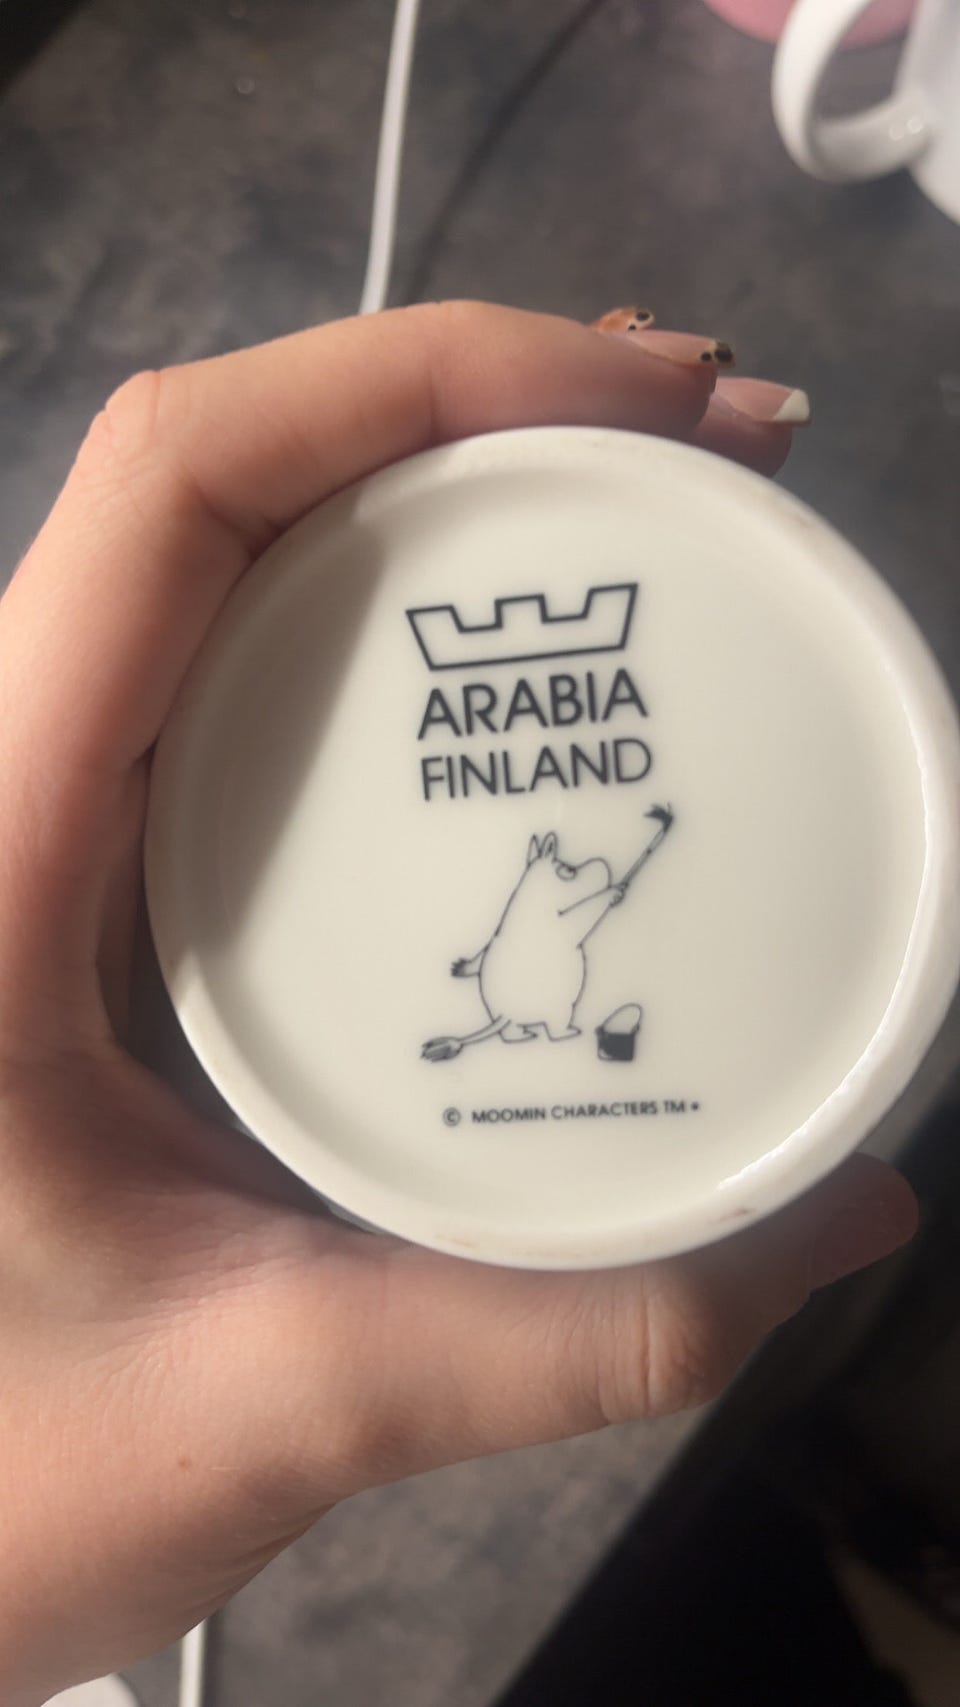 ARABIA
FINLAND
© MOOMIN CHARACTERS TM •